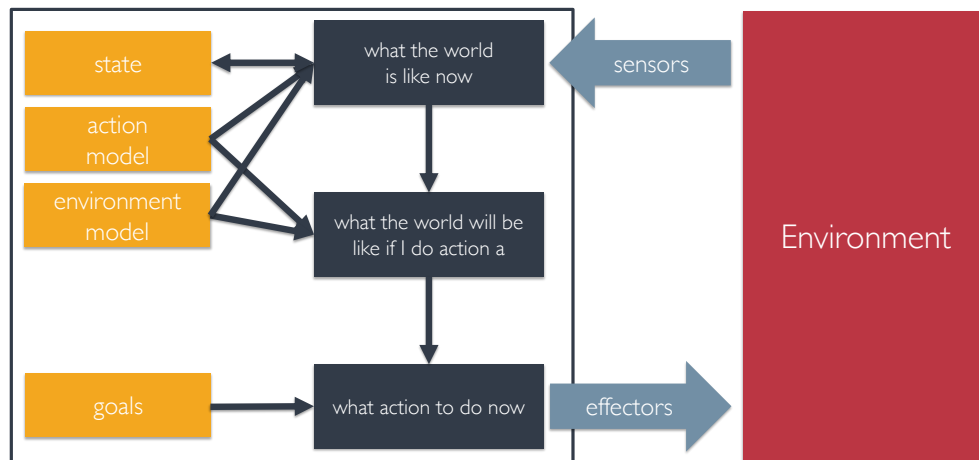 state
what the world
is like now
sensors
action
model
environment
model
what the world will be
like if I do action a
Environment
goals
what action to do now
effectors